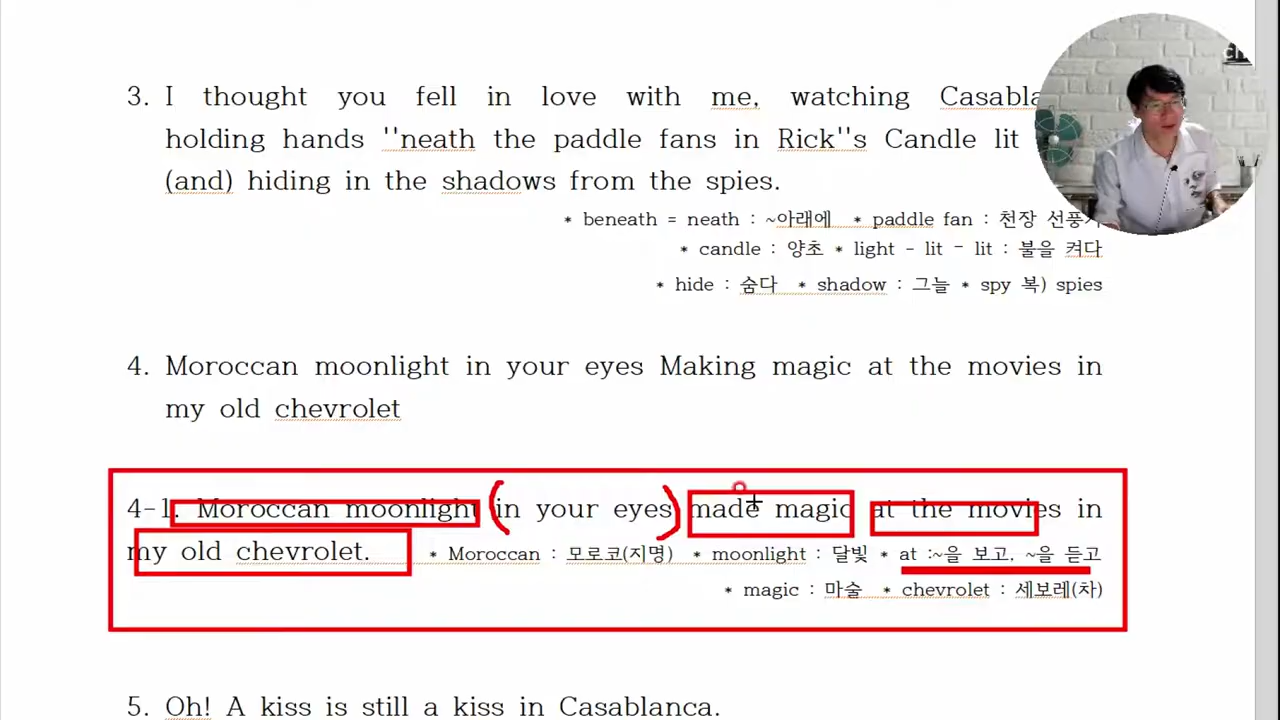 3. I thought you fell in love with me, watching
holding hands ''neath the paddle fans in Rick''s Candle lit
(and) hiding in the shadows from the spies.
* beneath = neath : ~아래에 * paddle fan : 천장
* candle : 양초 * light - lit - lit : 불을 켜다
* hide : 숨다 * shadow : 그늘 * spy 복) spies
4. Moroccan moonlight in your eyes Making magic at the movies in
my old chevrolet
4-1. Moroccan moonlight (in your eyes) made magic at the movies in
my old chevrolet. * Moroccan : 모로코(지명) * moonlight : 달빛 * at :~을 보고, ~을 듣고
* magic : 마술 * chevrolet : 세보레(차)
5. Oh! A kiss is still a kiss in Casablanca.